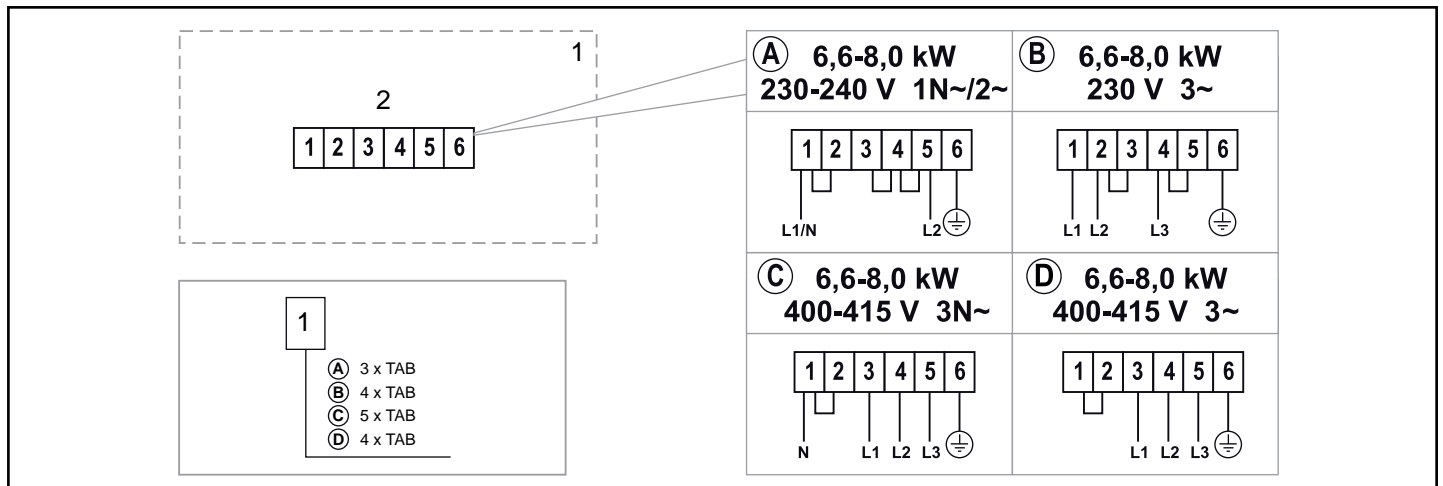 1
2
1 2 3 4 5 6
1
A 3 x TAB
B 4 x TAB
C 5 x TAB
D 4 x TAB
A 6,6-8,0 kW
230-240 V 1N~/2~
1 2 3 4 5 6
L1/N L2
B 6,6-8,0 kW
230 V 3~
1 2 3 4 5 6
L1 L2 L3
C 6,6-8,0 kW
400-415 V 3N~
1 2 3 4 5 6
N L1 L2 L3
D 6,6-8,0 kW
400-415 V 3~
1 2 3 4 5 6
L1 L2 L3